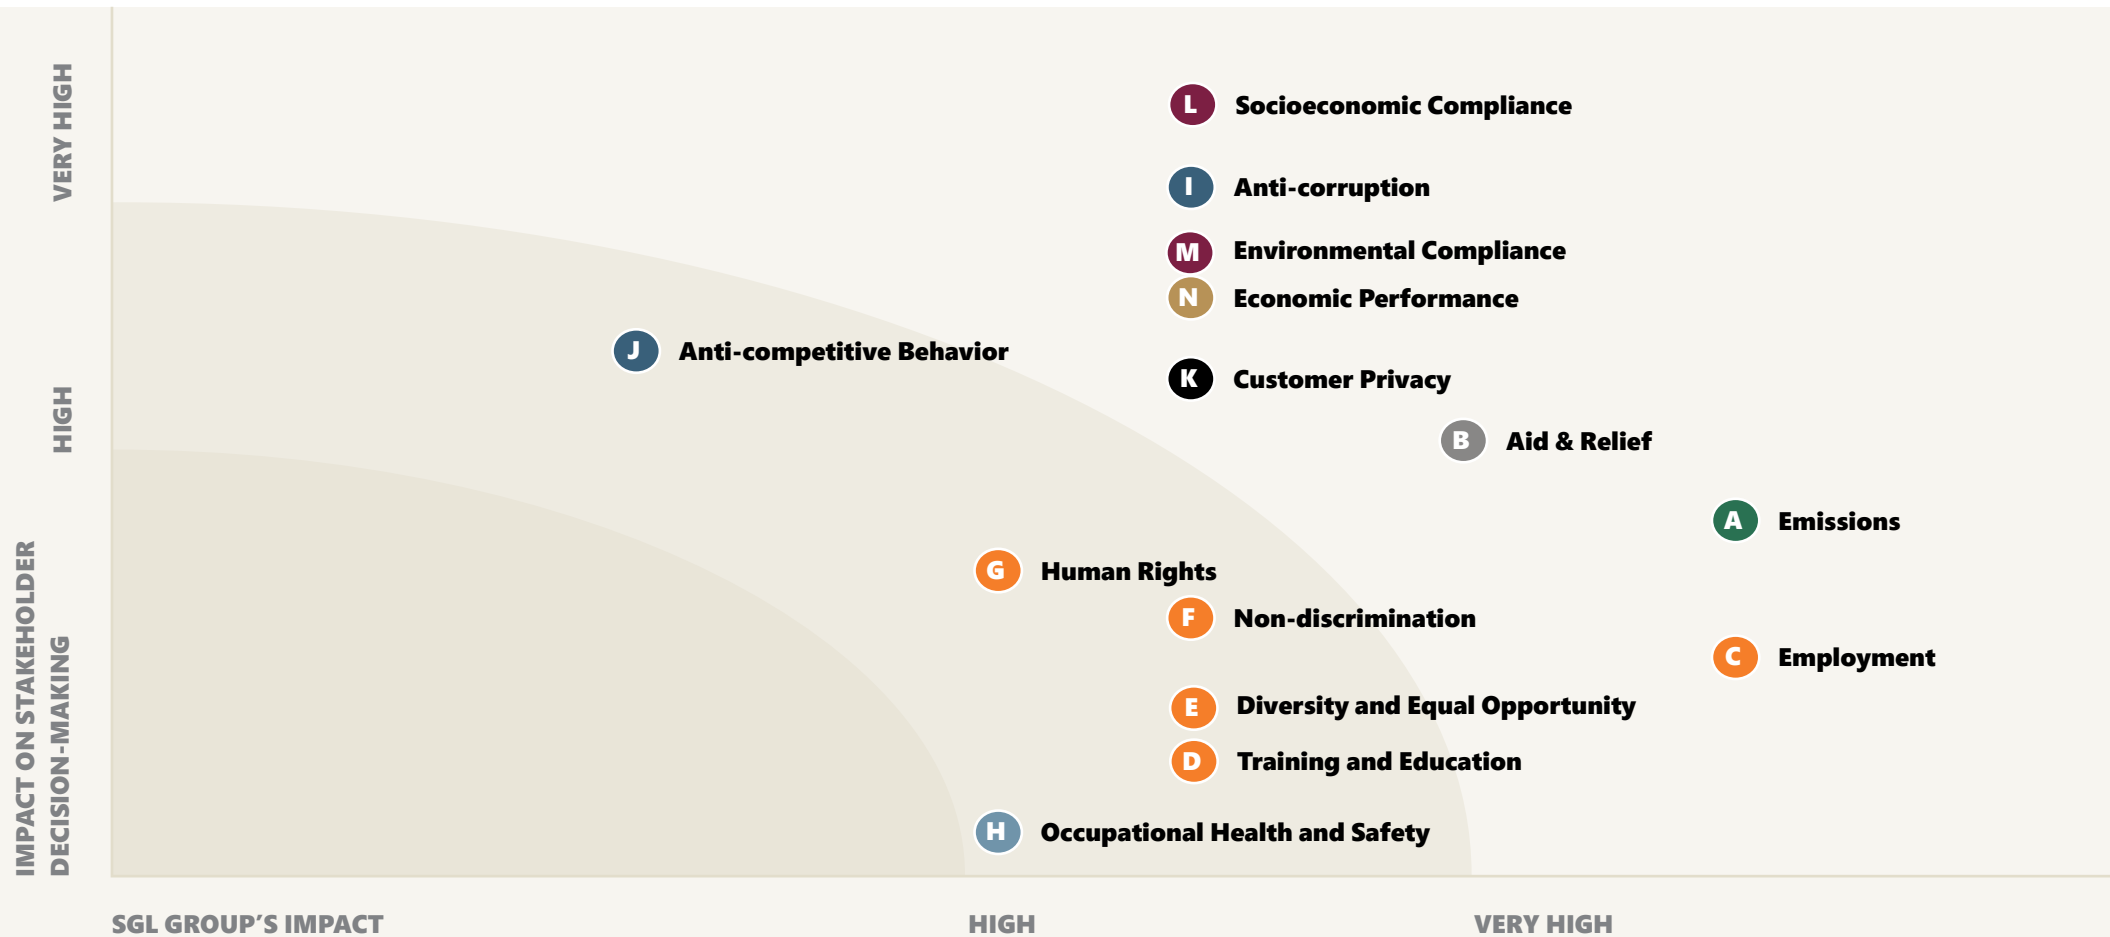 VERY HIGH
HIGH
IMPACT ON STAKEHOLDER
DECISION-MAKING
L Socioeconomic Compliance
I Anti-corruption
M Environmental Compliance
N Economic Performance
J Anti-competitive Behavior
K Customer Privacy
B Aid & Relief
A Emissions
G Human Rights
F Non-discrimination
C Employment
E Diversity and Equal Opportunity
D Training and Education
H Occupational Health and Safety
SGL GROUP’S IMPACT
HIGH
VERY HIGH